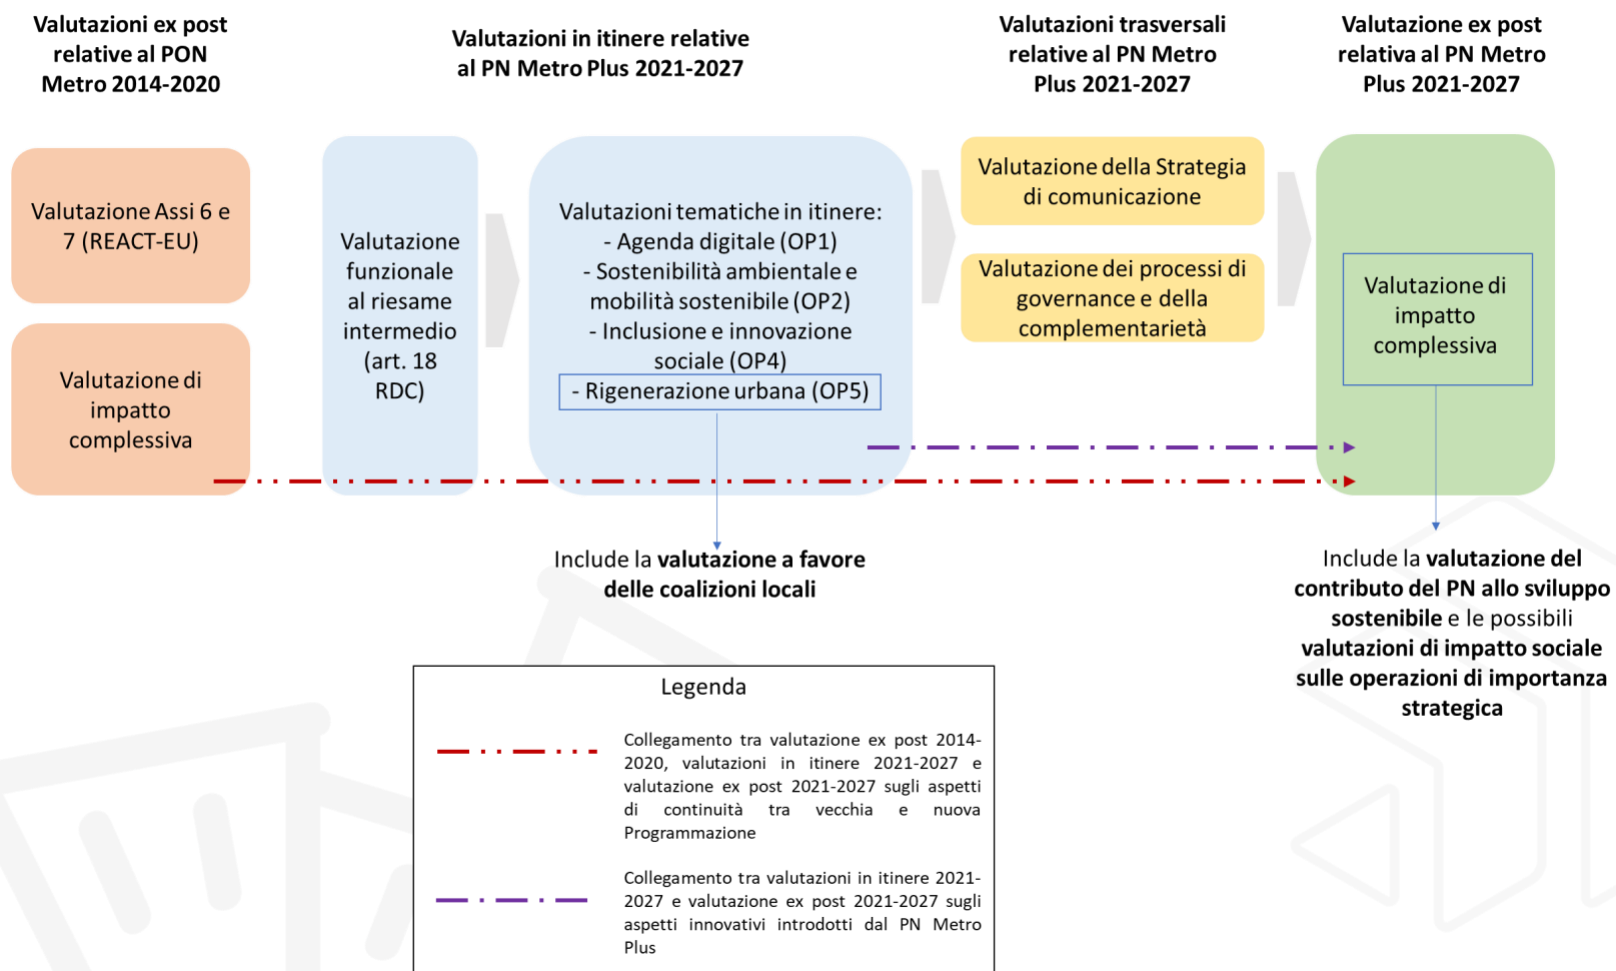 Valutazioni ex post
relative al PON
Metro 2014-2020
Valutazioni in itinere relative
al PN Metro Plus 2021-2027
Valutazioni trasversali
relative al PN Metro
Plus 2021-2027
Valutazione ex post
relativa al PN Metro
Plus 2021-2027
Valutazione Assi 6 e
7 (REACT-EU)
Valutazione di
impatto
complessiva
Valutazione
funzionale
al riesame
intermedio
(art. 18
RDC)
Valutazioni tematiche in itinere:
- Agenda digitale (OP1)
- Sostenibilità ambientale e
mobilità sostenibile (OP2)
- Inclusione e innovazione
sociale (OP4)
- Rigenerazione urbana (OP5)
Valutazione della Strategia
di comunicazione
Valutazione dei processi di
governance e della
complementarietà
Valutazione di
impatto
complessiva
Include la valutazione a favore
delle coalizioni locali
Include la valutazione del
contributo del PN allo sviluppo
sostenibile e le possibili
valutazioni di impatto sociale
sulle operazioni di importanza
strategica
Legenda
Collegamento tra valutazione ex post 2014-
2020, valutazioni in itinere 2021-2027 e
valutazione ex post 2021-2027 sugli aspetti
di continuità tra vecchia e nuova
Programmazione
Collegamento tra valutazioni in itinere 2021-
2027 e valutazione ex post 2021-2027 sugli
aspetti innovativi introdotti dal PN Metro
Plus